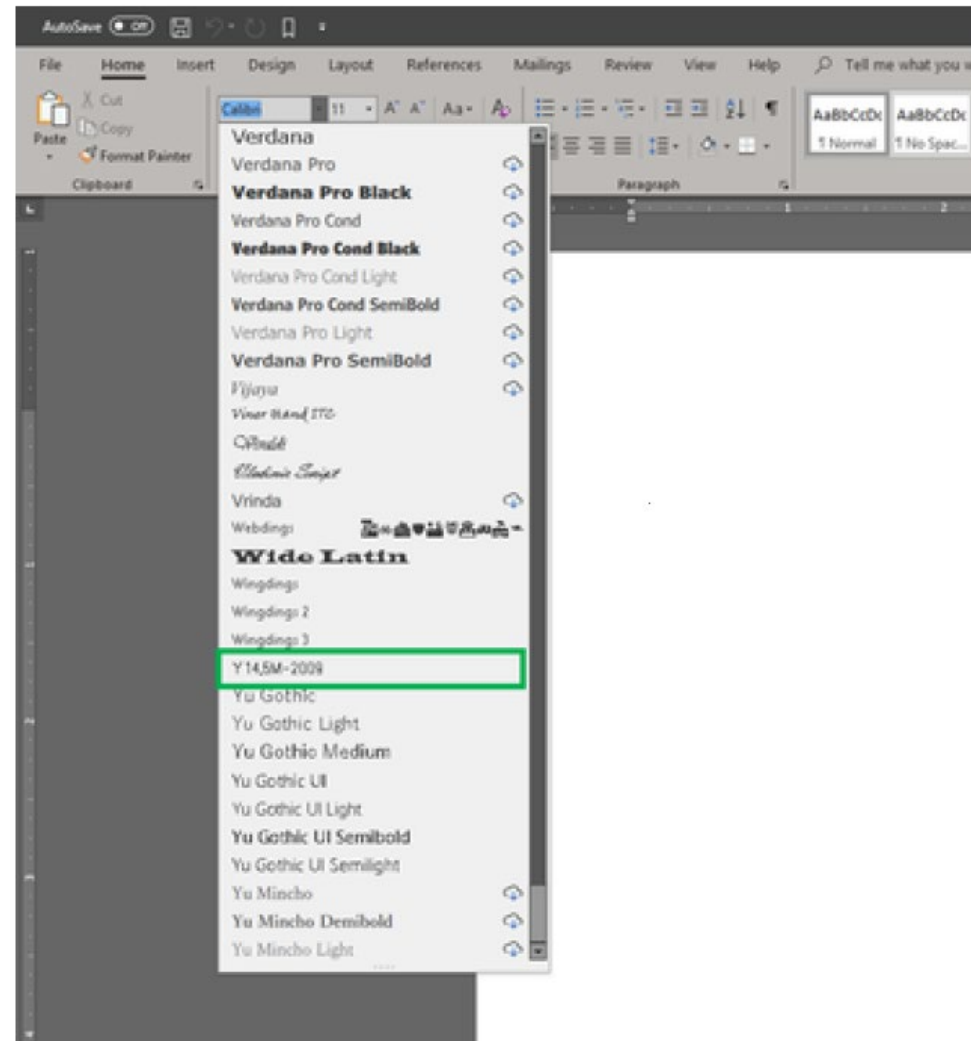 AutoSave Off
File Home Insert Design Layout References Mailings Review View Help Tell me what you w
Paste
Cut
Copy
Format Painter
Clipboard
Calibri 11 Aa
Paragraph
AaBbCcDc AaBbCcDc
¶ Normal ¶ No Spac...
1 2
Verdana
Verdana Pro
Verdana Pro Black
Verdana Pro Cond
Verdana Pro Cond Black
Verdana Pro Cond Light
Verdana Pro Cond SemiBold
Verdana Pro Light
Verdana Pro SemiBold
Vijaya
Viner Hand ITC
Vivaldi
Vladimir Script
Vrinda
Webdings
Wide Latin
Wingdings
Wingdings 2
Wingdings 3
Y14.5M-2009
Yu Gothic
Yu Gothic Light
Yu Gothic Medium
Yu Gothic UI
Yu Gothic UI Light
Yu Gothic UI Semibold
Yu Gothic UI Semilight
Yu Mincho
Yu Mincho Demibold
Yu Mincho Light